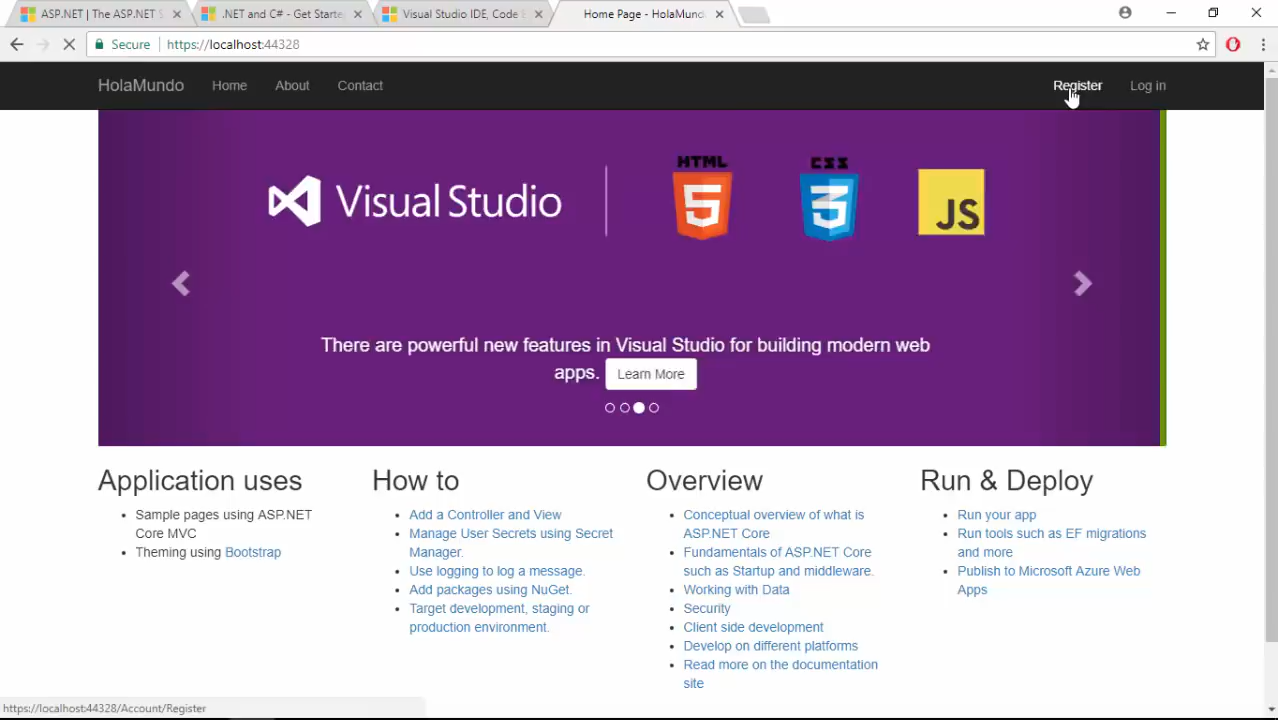 ASP.NET | The ASP.NET S
.NET and C# - Get Starte
Visual Studio IDE, Code E
Home Page - HolaMund
Secure https://localhost:44328
HolaMundo Home About Contact Register Log in
Visual Studio HTML 5 CSS 3 JS
There are powerful new features in Visual Studio for building modern web
apps. Learn More
Application uses
Sample pages using ASP.NET
Core MVC
Theming using Bootstrap
How to
Add a Controller and View
Manage User Secrets using Secret
Manager.
Use logging to log a message.
Add packages using NuGet.
Target development, staging or
production environment.
Overview
Conceptual overview of what is
ASP.NET Core
Fundamentals of ASP.NET Core
such as Startup and middleware.
Working with Data
Security
Client side development
Develop on different platforms
Read more on the documentation
site
Run & Deploy
Run your app
Run tools such as EF migrations
and more
Publish to Microsoft Azure Web
Apps
https://localhost:44328/Account/Register